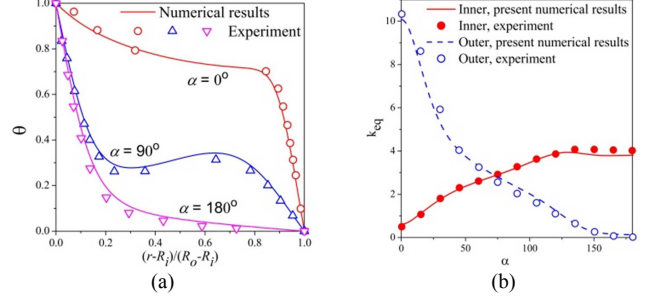 (a)
Numerical results
Experiment
α = 0°
α = 90°
α = 180°
θ
1.0
0.8
0.6
0.4
0.2
0.0
0.0 0.2 0.4 0.6 0.8 1.0
(r-Ri)/(Ro-Ri)
(a)
(b)
Inner, present numerical results
Inner, experiment
Outer, present numerical results
Outer, experiment
keq
10
8
6
4
2
0
0 50 100 150
α
(b)